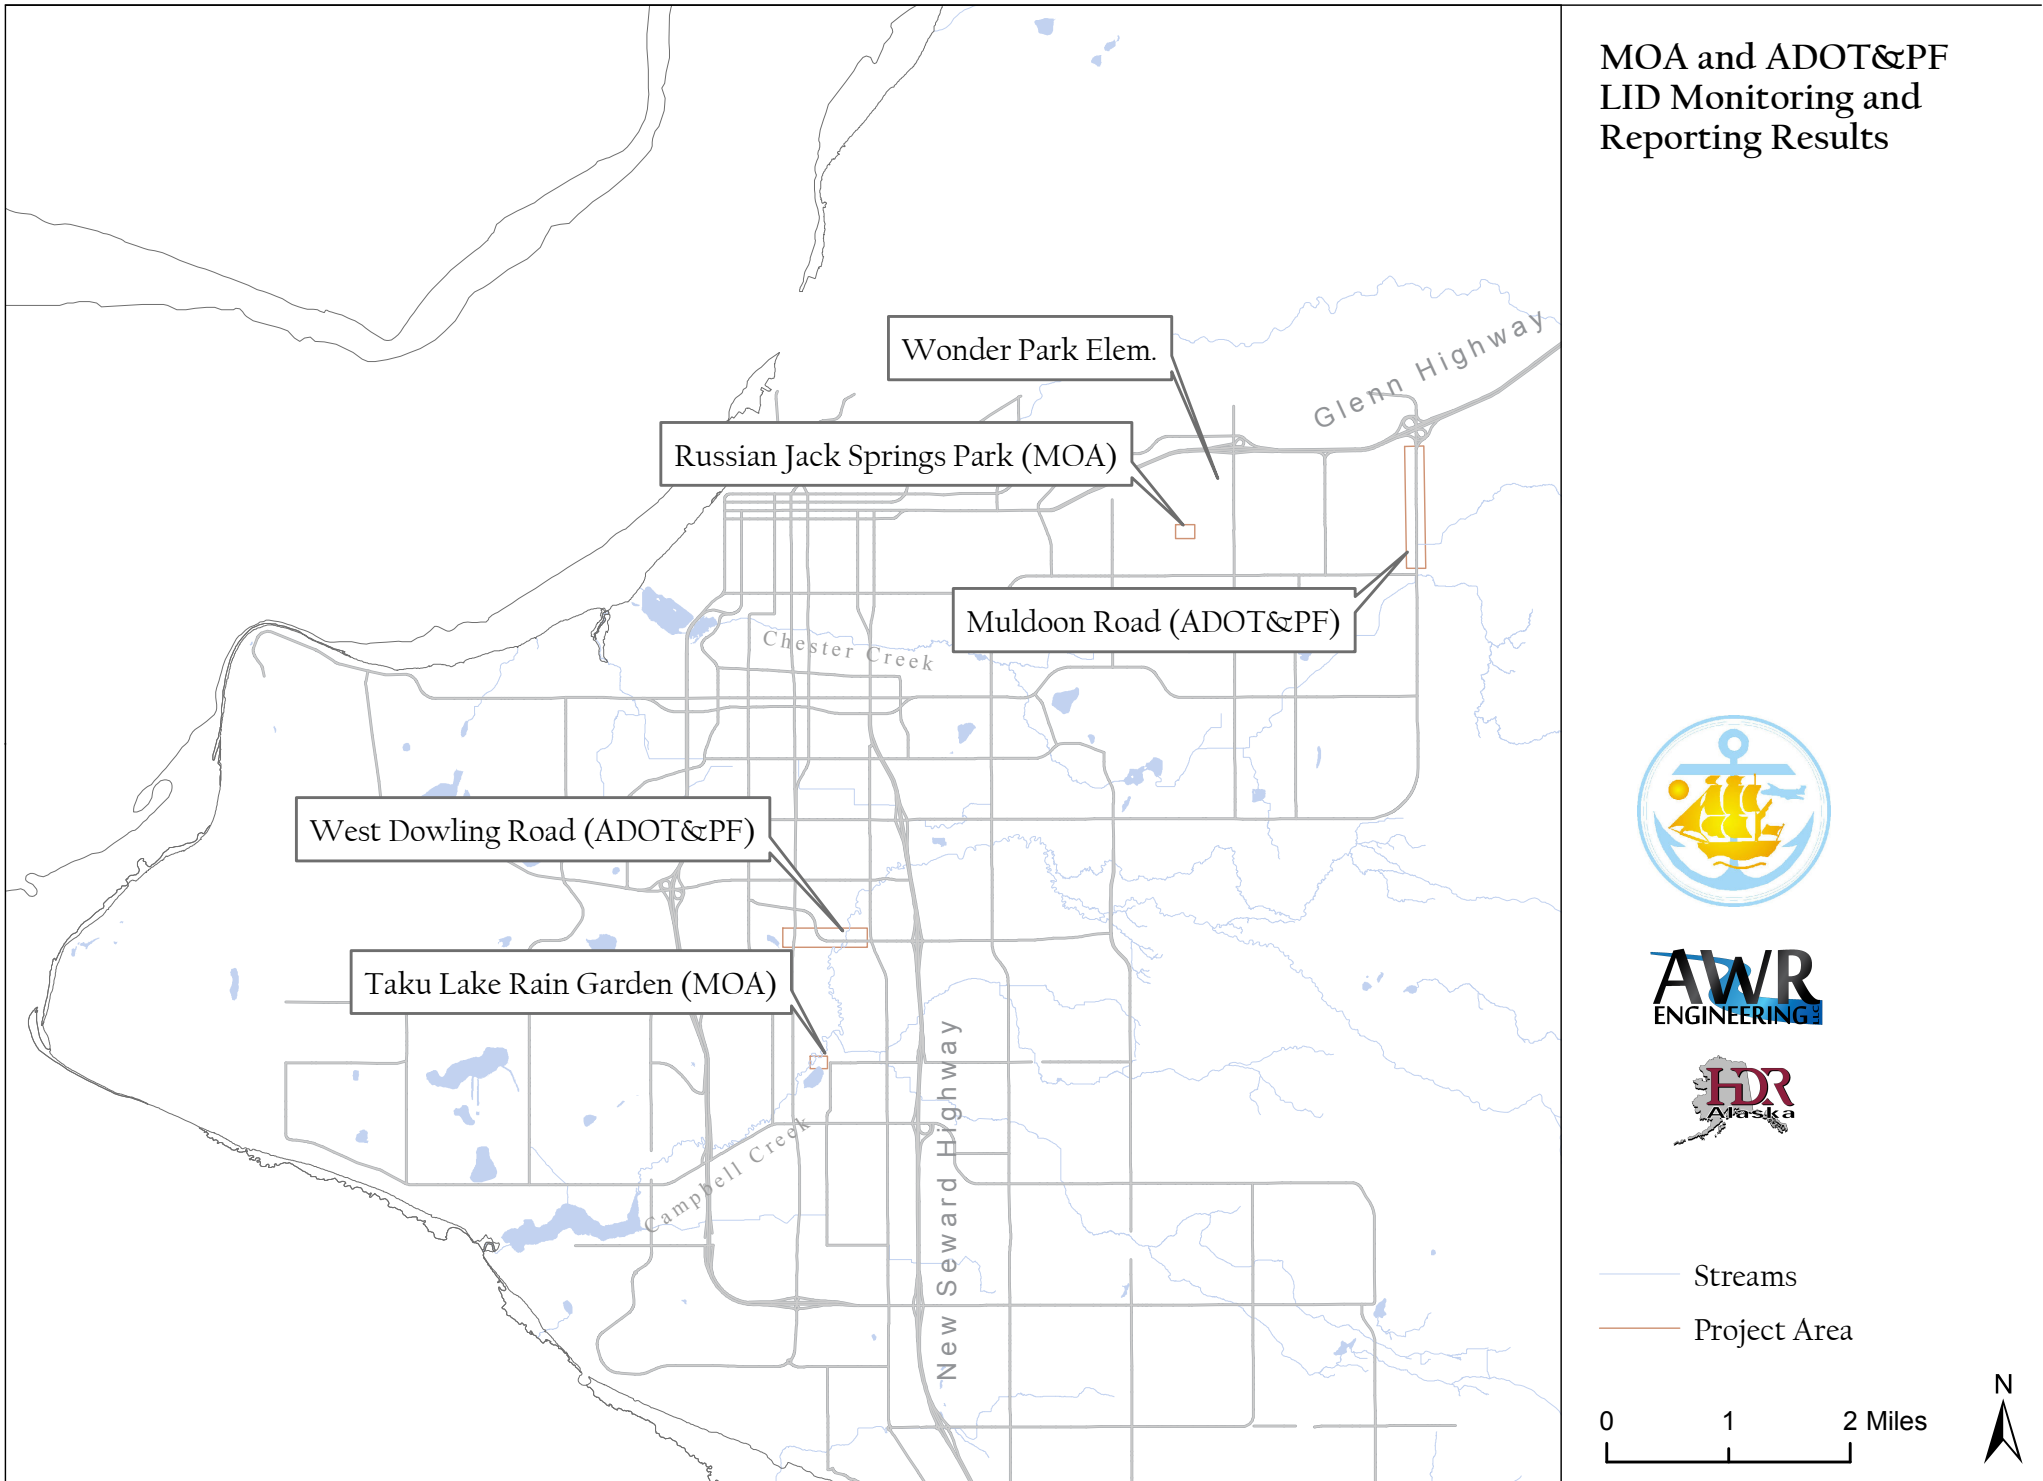 MOA and ADOT&PF
LID Monitoring and
Reporting Results
Glenn Highway
Wonder Park Elem.
Russian Jack Springs Park (MOA)
Muldoon Road (ADOT&PF)
Chester Creek
West Dowling Road (ADOT&PF)
Taku Lake Rain Garden (MOA)
New Seward Highway
Campbell Creek
AWR
ENGINEERING LLC
HDR
Alaska
Streams
Project Area
N
0 1 2 Miles